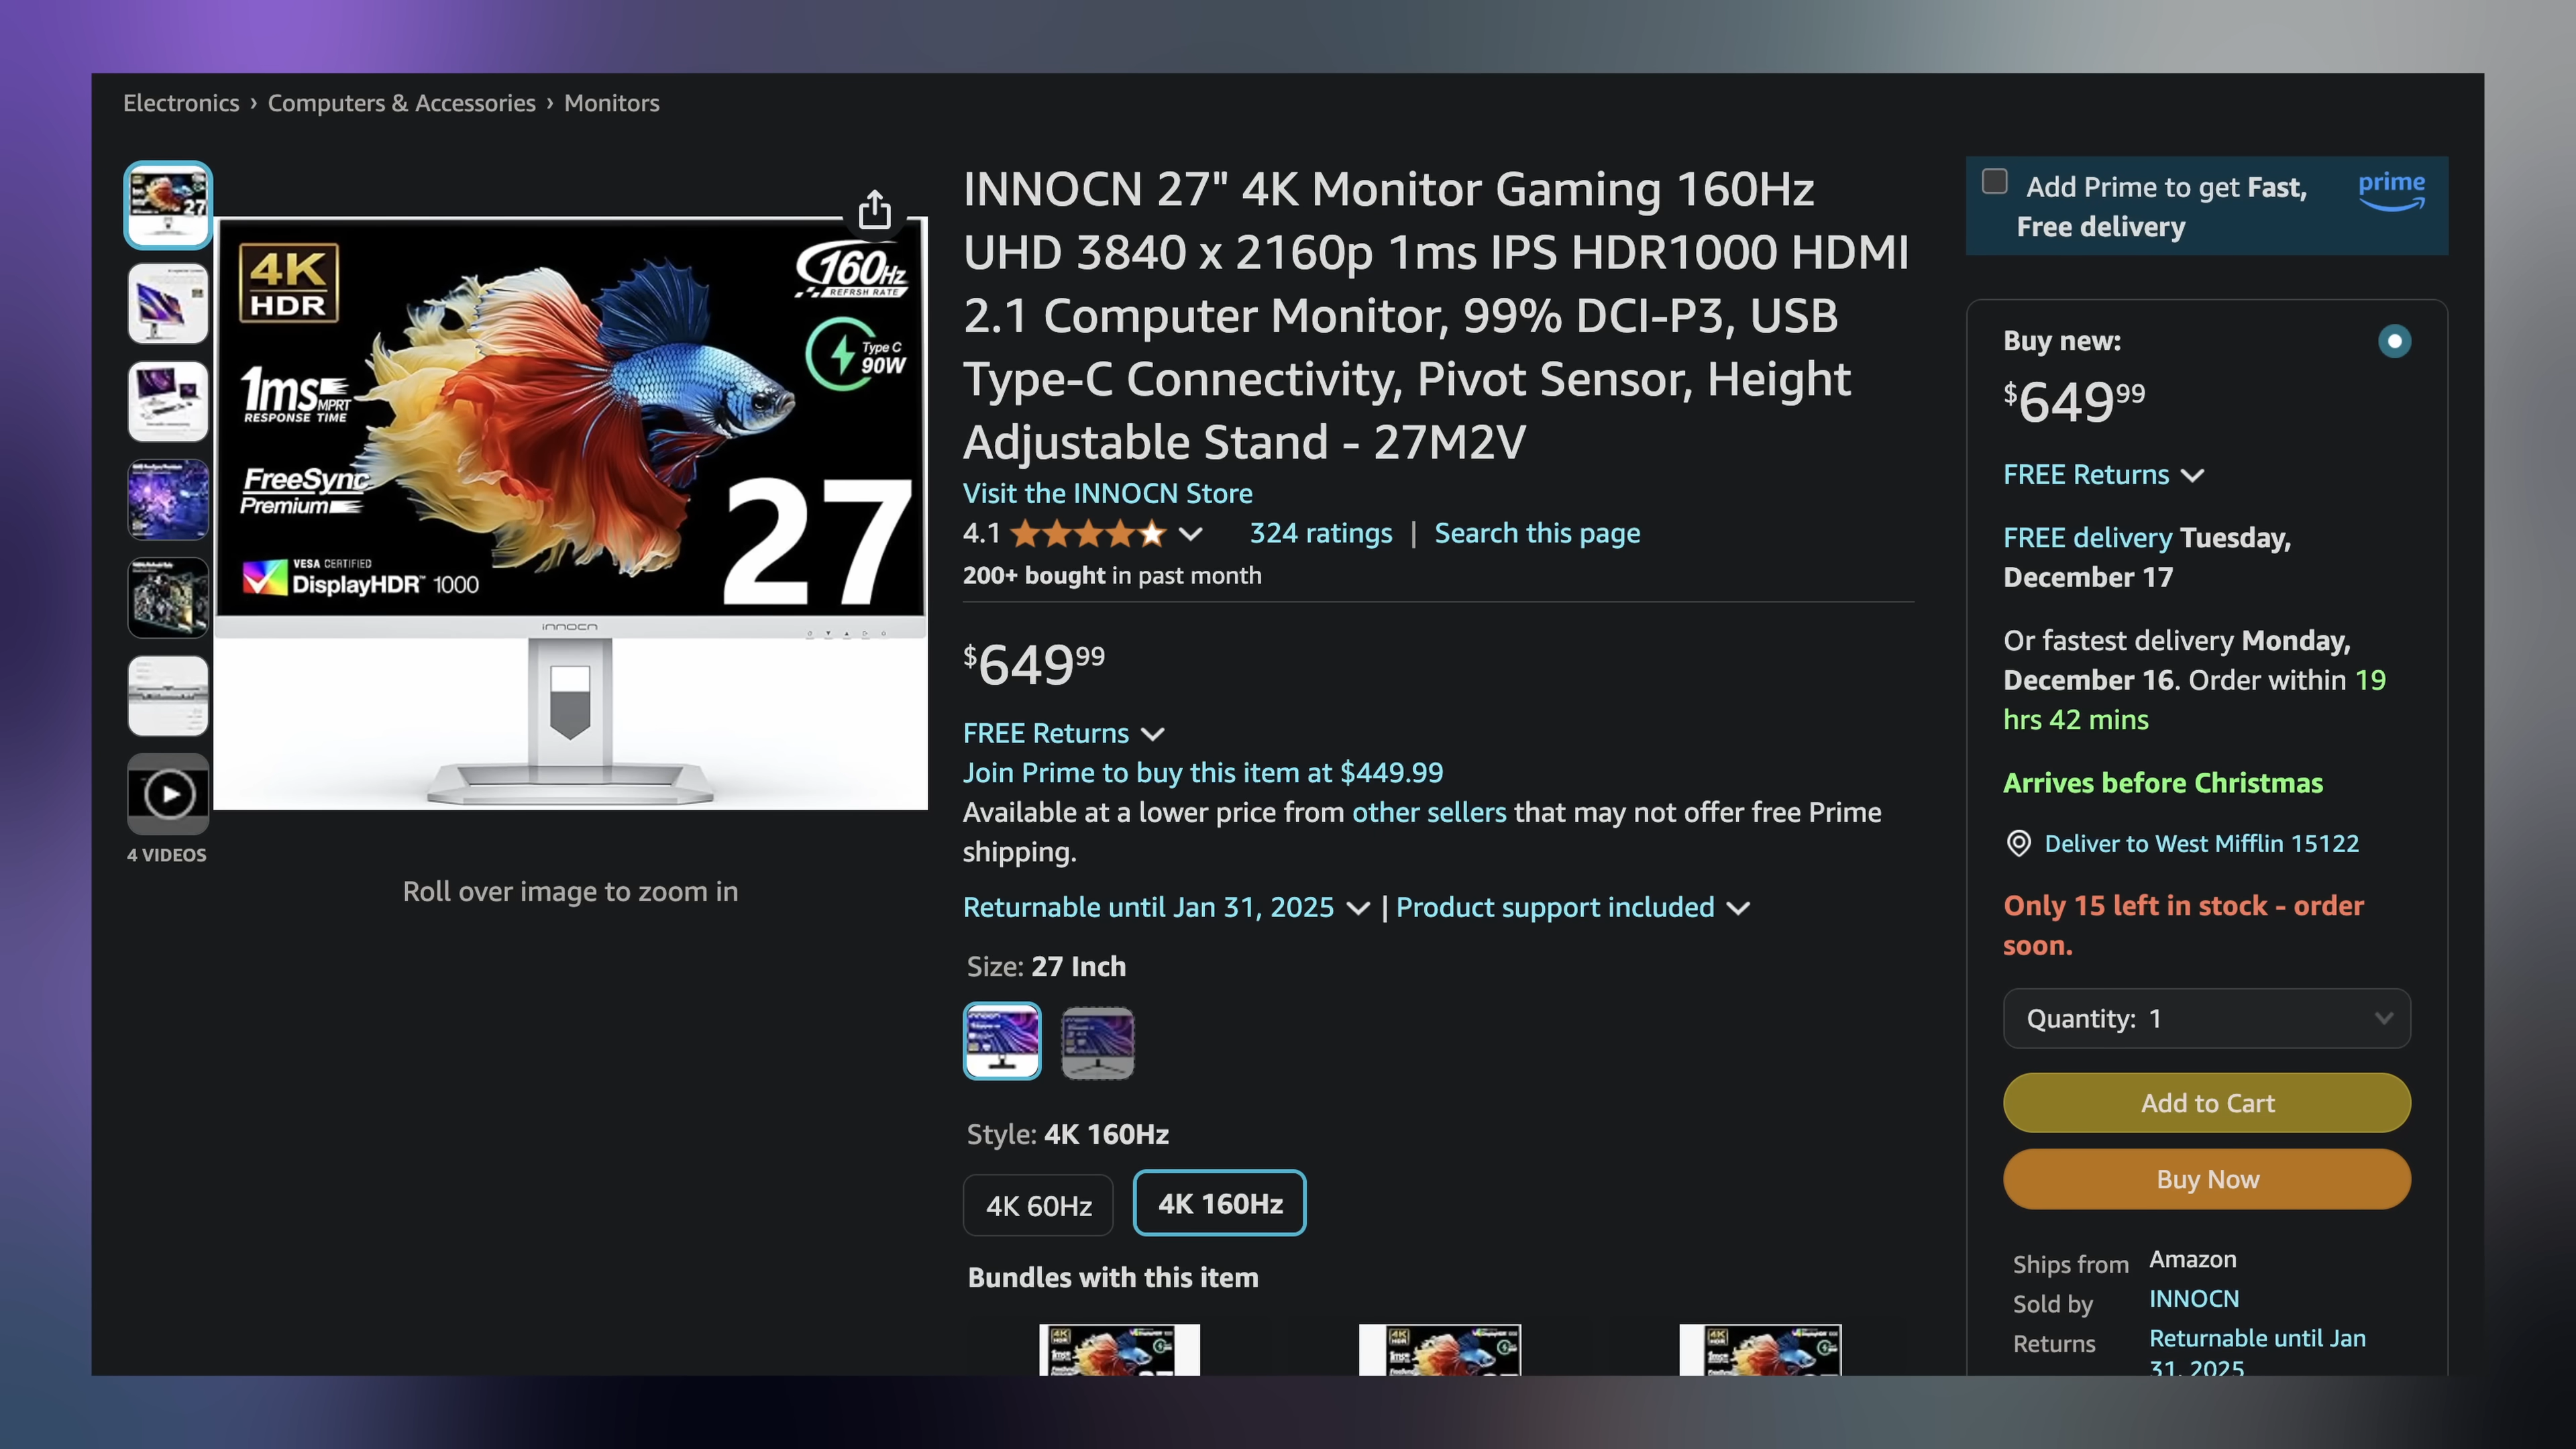 Electronics › Computers & Accessories › Monitors
4K
HDR
160Hz
REFRSH RATE
Type C
90W
1ms MPRT
RESPONSE TIME
FreeSync
Premium
27
VESA CERTIFIED
DisplayHDR™ 1000
INNOCN
4 VIDEOS
Roll over image to zoom in
INNOCN 27" 4K Monitor Gaming 160Hz
UHD 3840 x 2160p 1ms IPS HDR1000 HDMI
2.1 Computer Monitor, 99% DCI-P3, USB
Type-C Connectivity, Pivot Sensor, Height
Adjustable Stand - 27M2V
Visit the INNOCN Store
4.1 324 ratings | Search this page
200+ bought in past month
$649 99
FREE Returns
Join Prime to buy this item at $449.99
Available at a lower price from other sellers that may not offer free Prime
shipping.
Returnable until Jan 31, 2025 | Product support included
Size: 27 Inch
Style: 4K 160Hz
4K 60Hz 4K 160Hz
Bundles with this item
Add Prime to get Fast,
Free delivery
prime
Buy new:
$649 99
FREE Returns
FREE delivery Tuesday,
December 17
Or fastest delivery Monday,
December 16. Order within 19
hrs 42 mins
Arrives before Christmas
Deliver to West Mifflin 15122
Only 15 left in stock - order
soon.
Quantity: 1
Add to Cart
Buy Now
Ships from Amazon
Sold by INNOCN
Returns Returnable until Jan
31, 2025